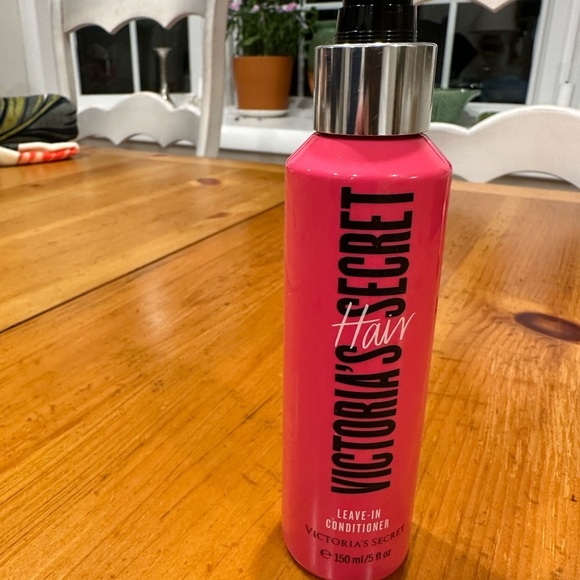 VICTORIA'S SECRET
Hair
LEAVE-IN
CONDITIONER
VICTORIA'S SECRET
℮ 150 ml/5 fl oz